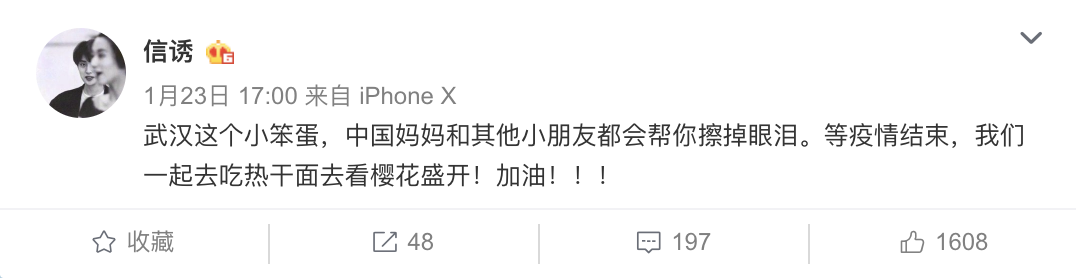 信诱 6
1月23日 17:00 来自 iPhone X
武汉这个小笨蛋，中国妈妈和其他小朋友都会帮你擦掉眼泪。等疫情结束，我们
一起去吃热干面去看樱花盛开！加油！！！
收藏 48 197 1608